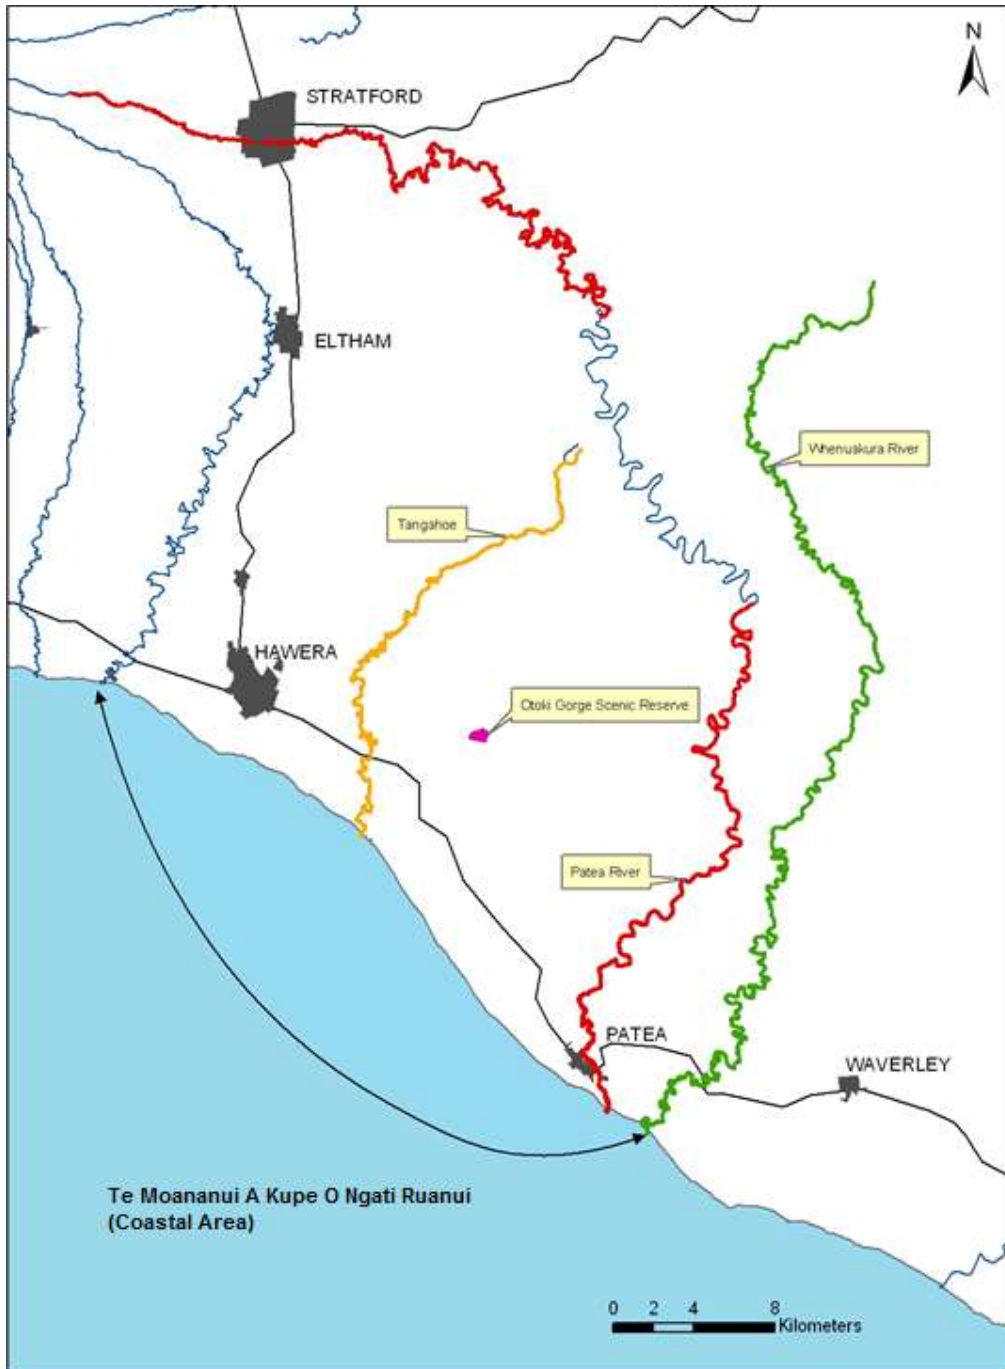 N
STRATFORD
ELTHAM
Whenuakura River
Tangahoe
HAWERA
Otoki Gorge Scenic Reserve
Patea River
PATEA
WAVERLEY
Te Moananui A Kupe O Ngati Ruanui
(Coastal Area)
0 2 4 8
Kilometers